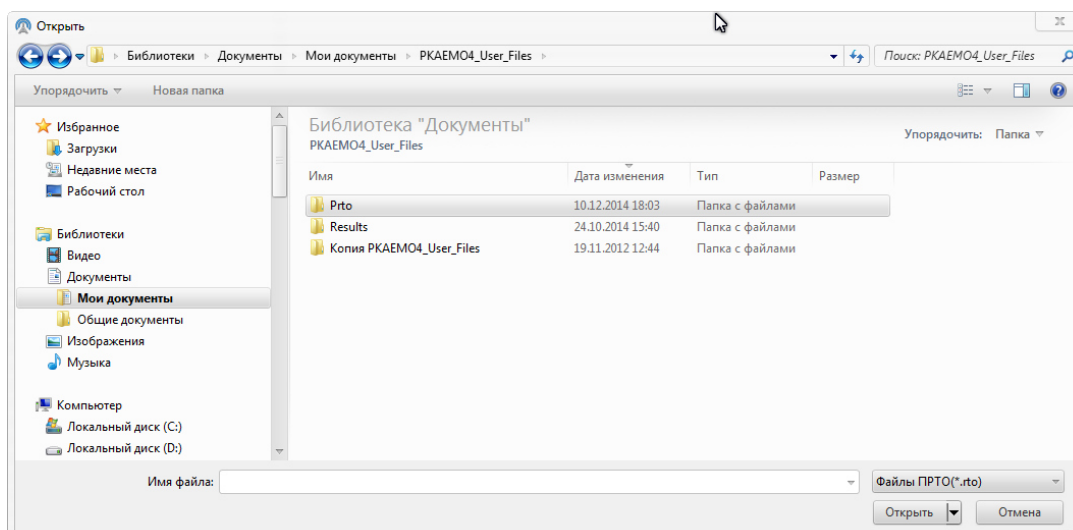 Открыть
Библиотеки Документы Мои документы PKAEMO4_User_Files
Поиск: PKAEMO4_User_Files
Упорядочить Новая папка
Избранное
Загрузки
Недавние места
Рабочий стол
Библиотеки
Видео
Документы
Мои документы
Общие документы
Изображения
Музыка
Компьютер
Локальный диск (C:)
Локальный диск (D:)
Библиотека "Документы"
PKAEMO4_User_Files
Упорядочить: Папка
Имя Дата изменения Тип Размер
Prto 10.12.2014 18:03 Папка с файлами
Results 24.10.2014 15:40 Папка с файлами
Копия PKAEMO4_User_Files 19.11.2012 12:44 Папка с файлами
Имя файла:
Файлы ПРТО(*.rto)
Открыть Отмена